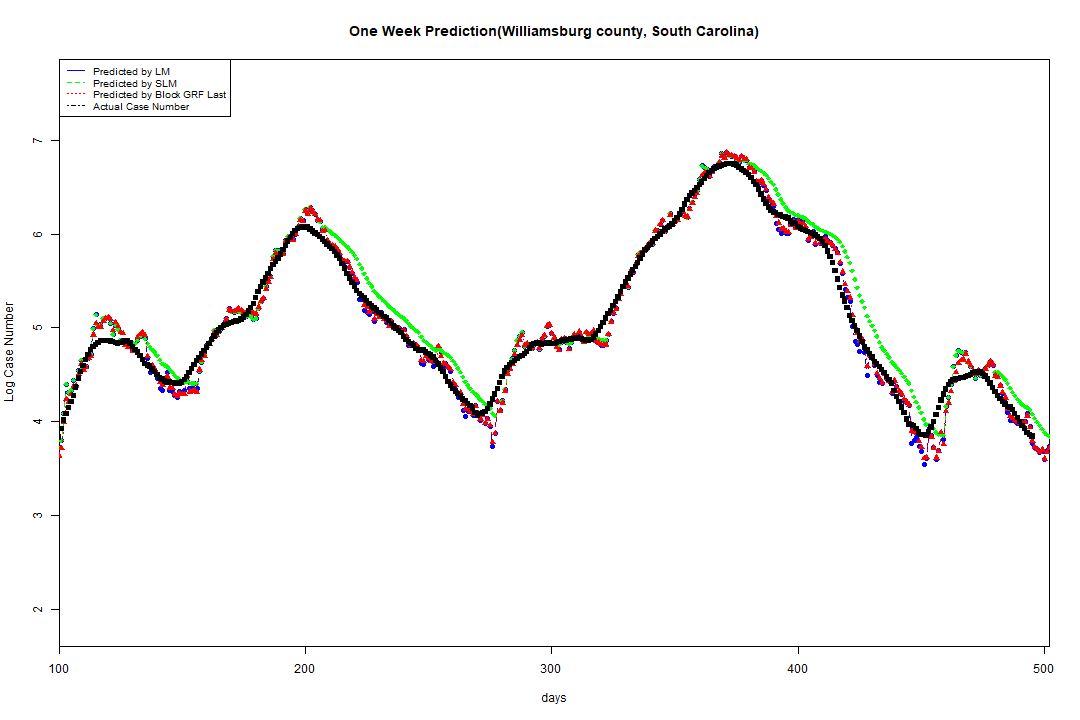 One Week Prediction(Williamsburg county, South Carolina)
Predicted by LM
Predicted by SLM
Predicted by Block GRF Last
Actual Case Number
7
6
5
4
3
2
Log Case Number
100 200 300 400 500
days